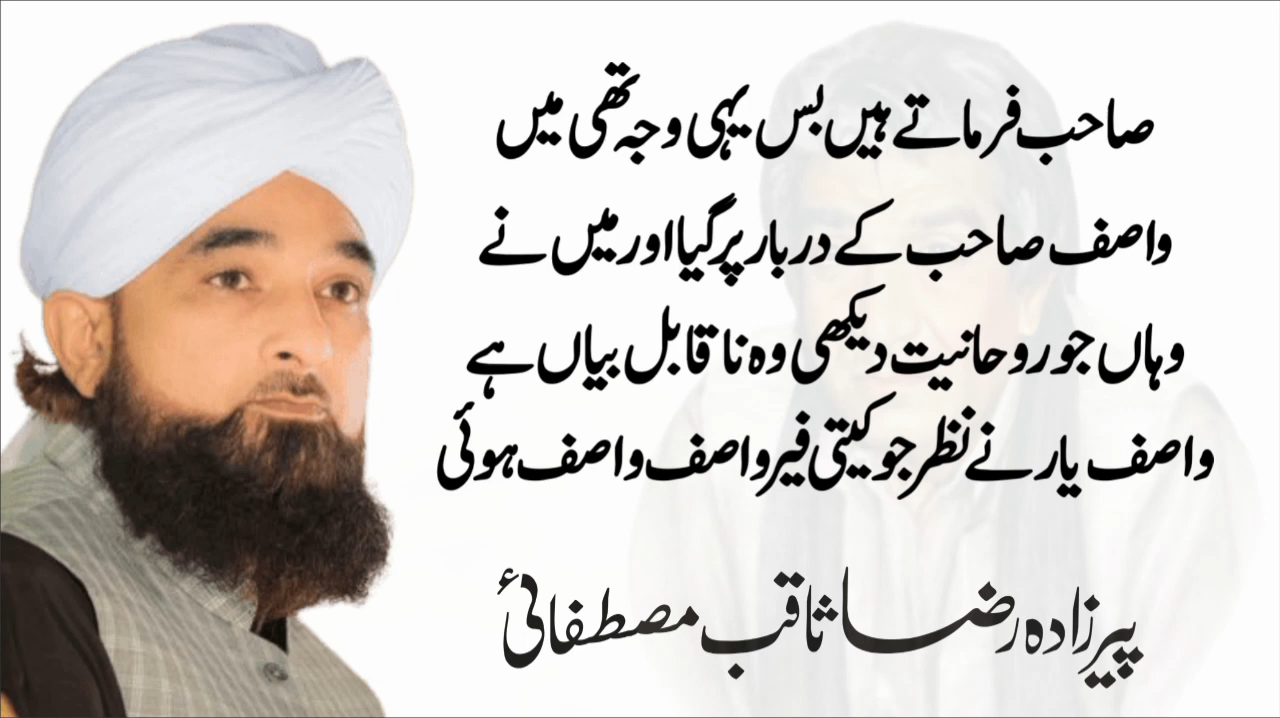 صاحب فرماتے ہیں بس یہی وجہ تھی میں
واصف صاحب کے دربار پر گیا اور میں نے
وہاں جو روحانیت دیکھی وہ ناقابل بیاں ہے
واصف یار نے نظر جو کیتی فیر واصف واصف ہوئی
پیرزادہ رضا ثاقب مصطفائی